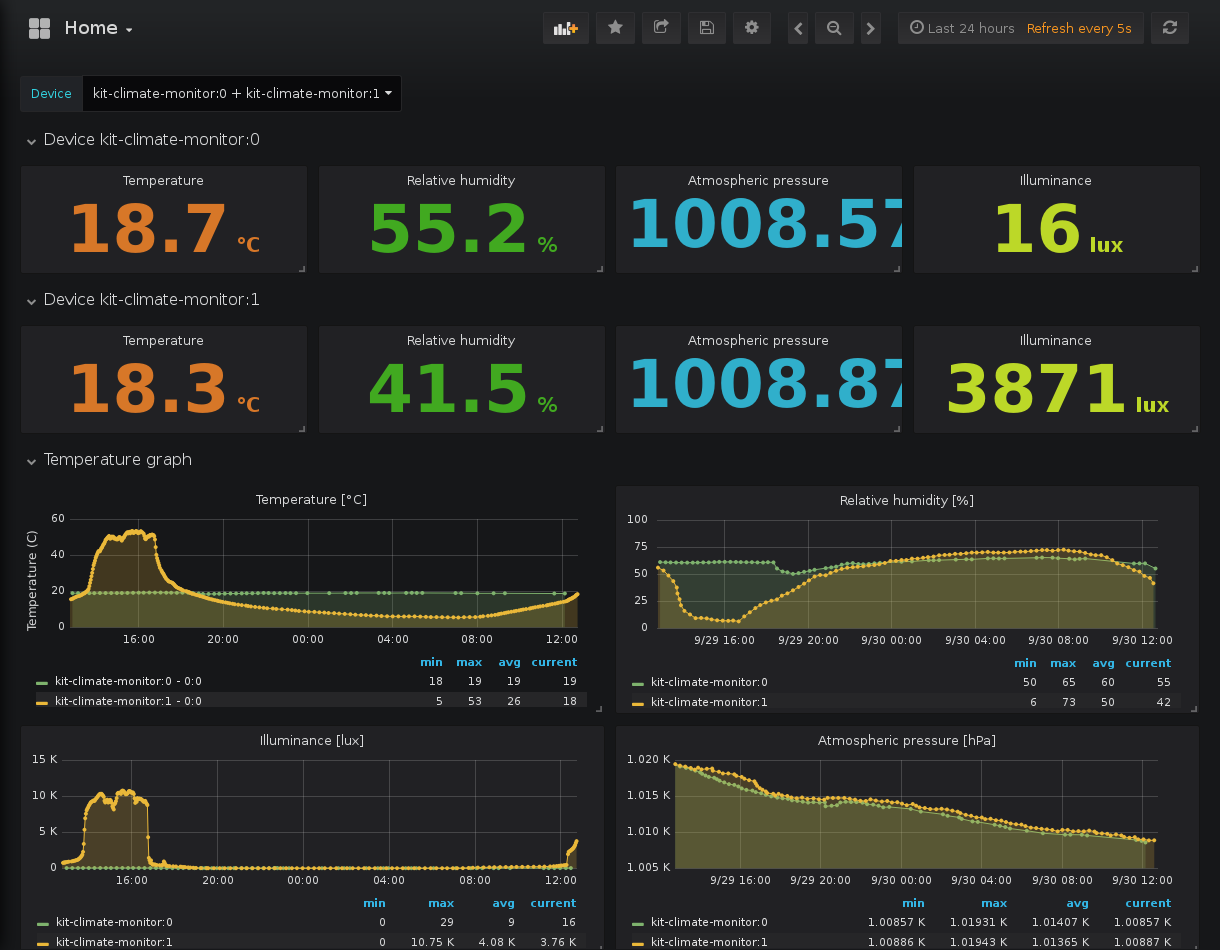 Home
Last 24 hours Refresh every 5s
Device kit-climate-monitor:0 + kit-climate-monitor:1
Device kit-climate-monitor:0
Temperature Relative humidity Atmospheric pressure Illuminance
18.7 °C 55.2 % 1008.57 16 lux
Device kit-climate-monitor:1
Temperature Relative humidity Atmospheric pressure Illuminance
18.3 °C 41.5 % 1008.87 3871 lux
Temperature graph
Temperature [°C]
Temperature (C)
60
40
20
0
16:00 20:00 00:00 04:00 08:00 12:00
min max avg current
kit-climate-monitor:0 - 0:0 18 19 19 19
kit-climate-monitor:1 - 0:0 5 53 26 18
Relative humidity [%]
100
75
50
25
0
9/29 16:00 9/29 20:00 9/30 00:00 9/30 04:00 9/30 08:00 9/30 12:00
min max avg current
kit-climate-monitor:0 50 65 60 55
kit-climate-monitor:1 6 73 50 42
Illuminance [lux]
15 K
10 K
5 K
0
16:00 20:00 00:00 04:00 08:00 12:00
min max avg current
kit-climate-monitor:0 0 29 9 16
kit-climate-monitor:1 0 10.75 K 4.08 K 3.76 K
Atmospheric pressure [hPa]
1.020 K
1.015 K
1.010 K
1.005 K
9/29 16:00 9/29 20:00 9/30 00:00 9/30 04:00 9/30 08:00 9/30 12:00
min max avg current
kit-climate-monitor:0 1.00857 K 1.01931 K 1.01407 K 1.00857 K
kit-climate-monitor:1 1.00886 K 1.01943 K 1.01365 K 1.00887 K